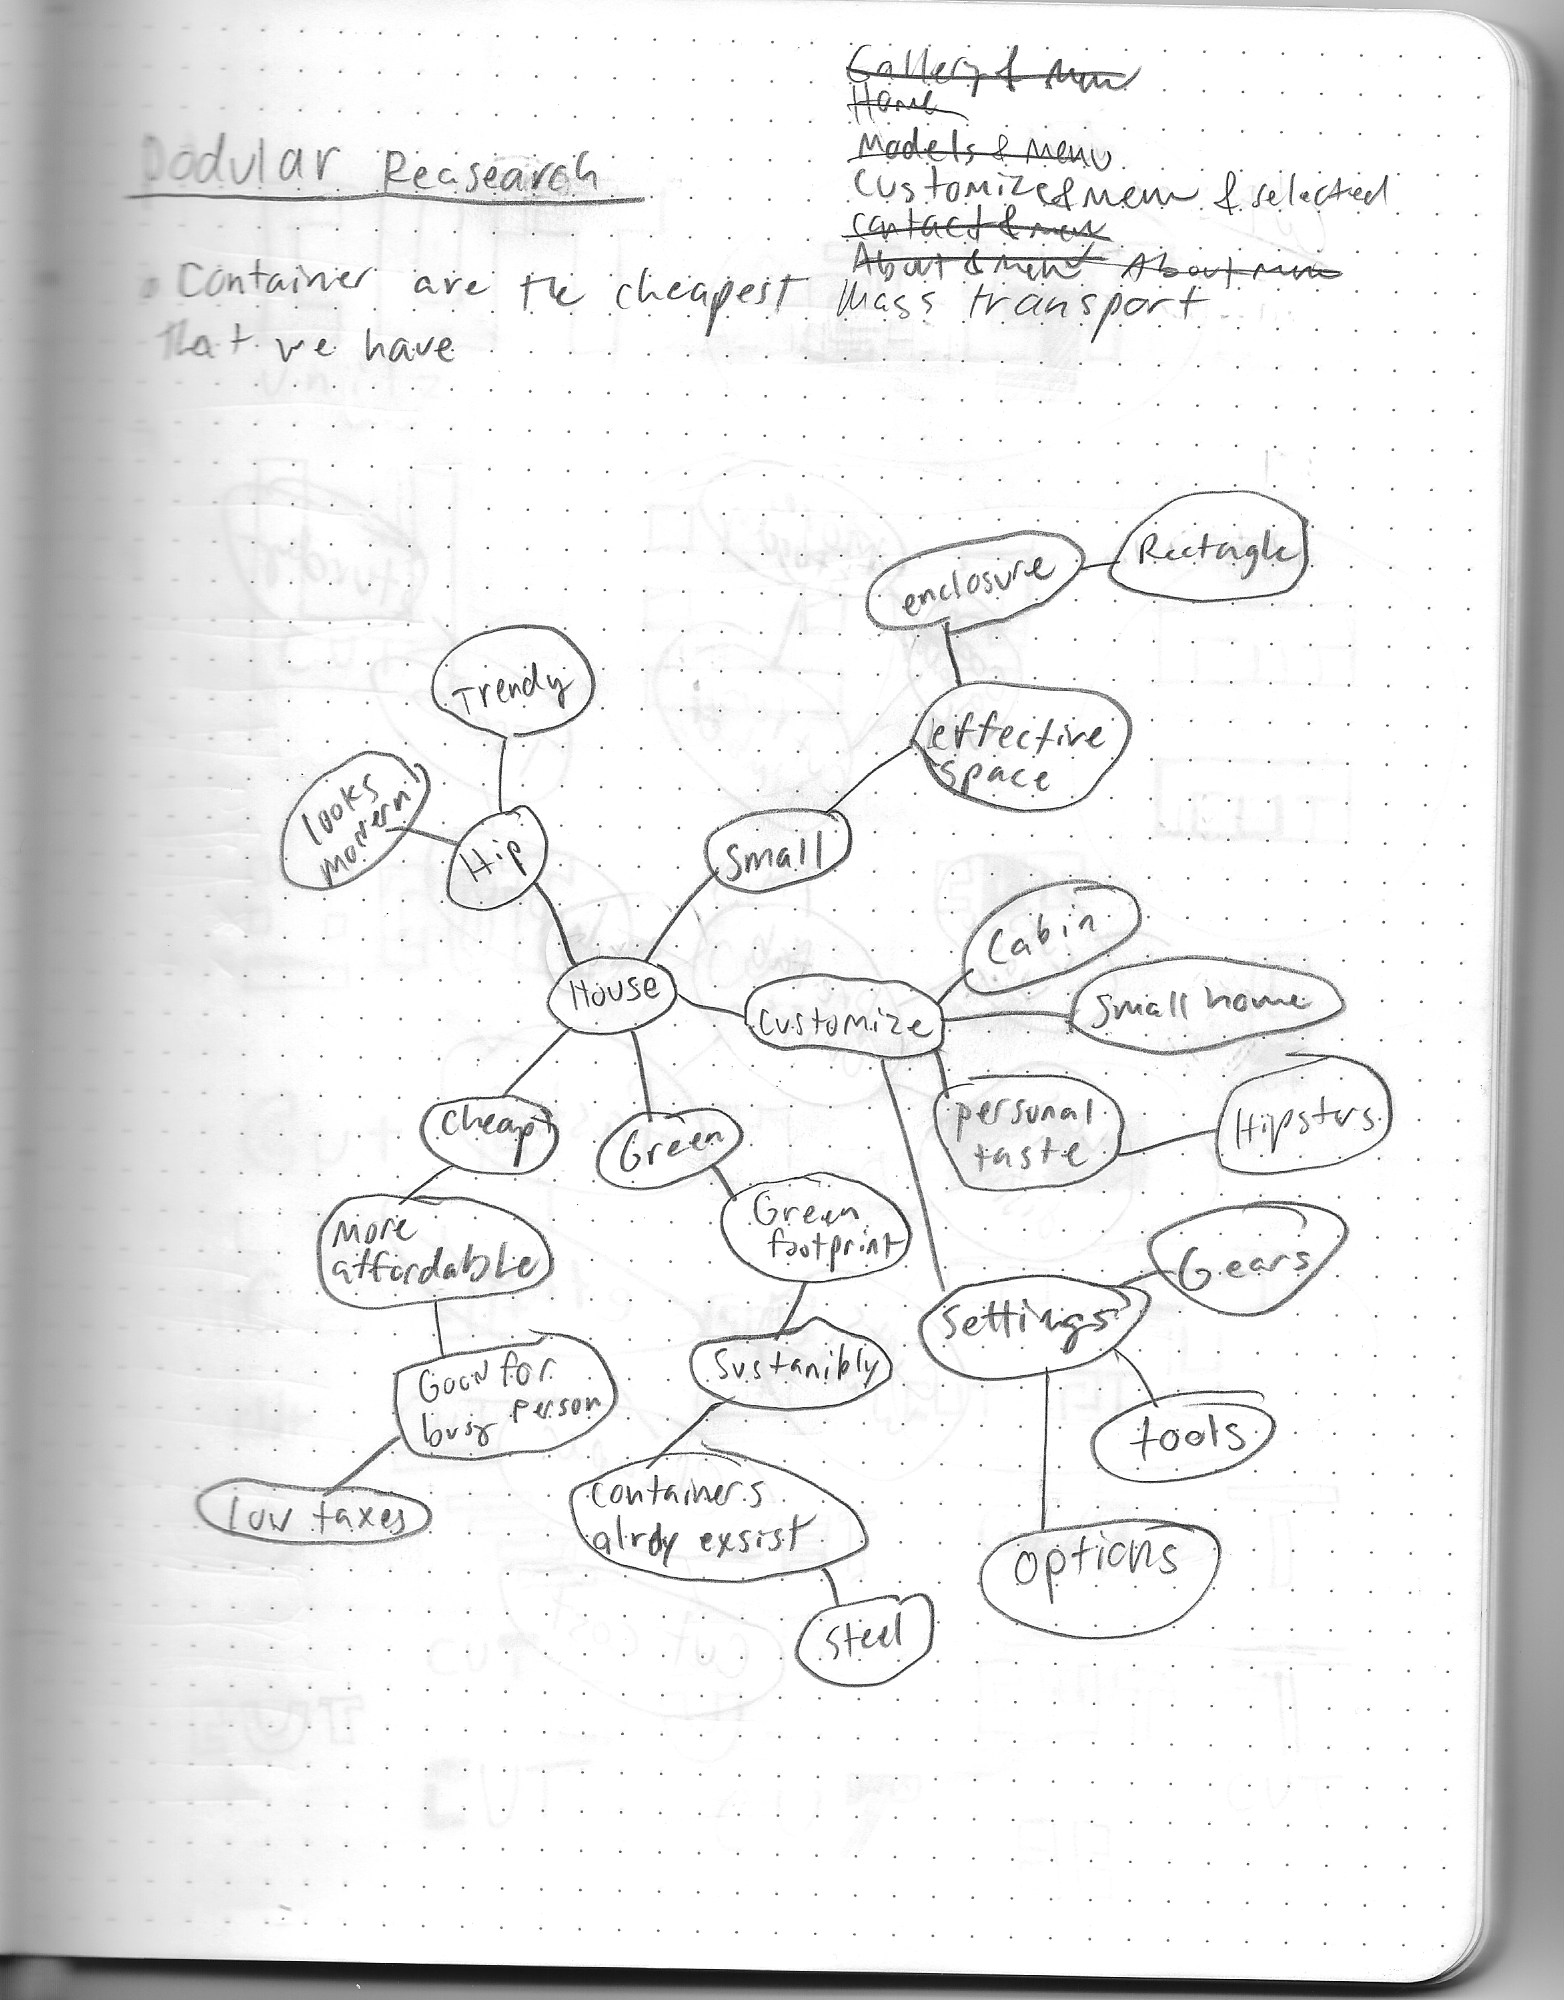 Gallery & Menu
Home
Models & Menu
Customize & menu & selected
contact & menu
About & menu About menu
Podular Reasearch
Container are the cheapest mass transport
that we have
enclosure
Rectagle
Trendy
effective
space
looks
modern
Hip
Small
Cabin
House
Customize
Small home
Cheap
Green
personal
taste
Hipsters
More
affordable
Green
footprint
Settings
Gears
Good for
busy person
Sustanibly
tools
low taxes
containers
alrdy exsist
options
Steel